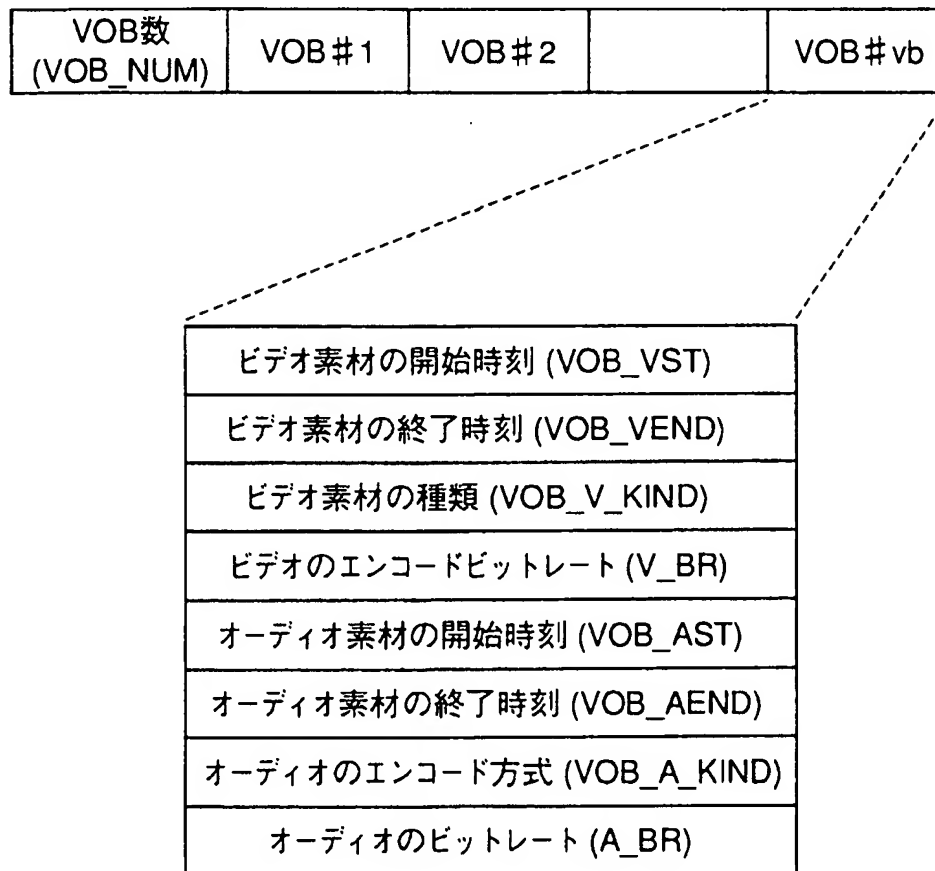 VOB数
(VOB_NUM)
VOB#1
VOB#2
VOB#vb
ビデオ素材の開始時刻 (VOB_VST)
ビデオ素材の終了時刻 (VOB_VEND)
ビデオ素材の種類 (VOB_V_KIND)
ビデオのエンコードビットレート (V_BR)
オーディオ素材の開始時刻 (VOB_AST)
オーディオ素材の終了時刻 (VOB_AEND)
オーディオのエンコード方式 (VOB_A_KIND)
オーディオのビットレート (A_BR)